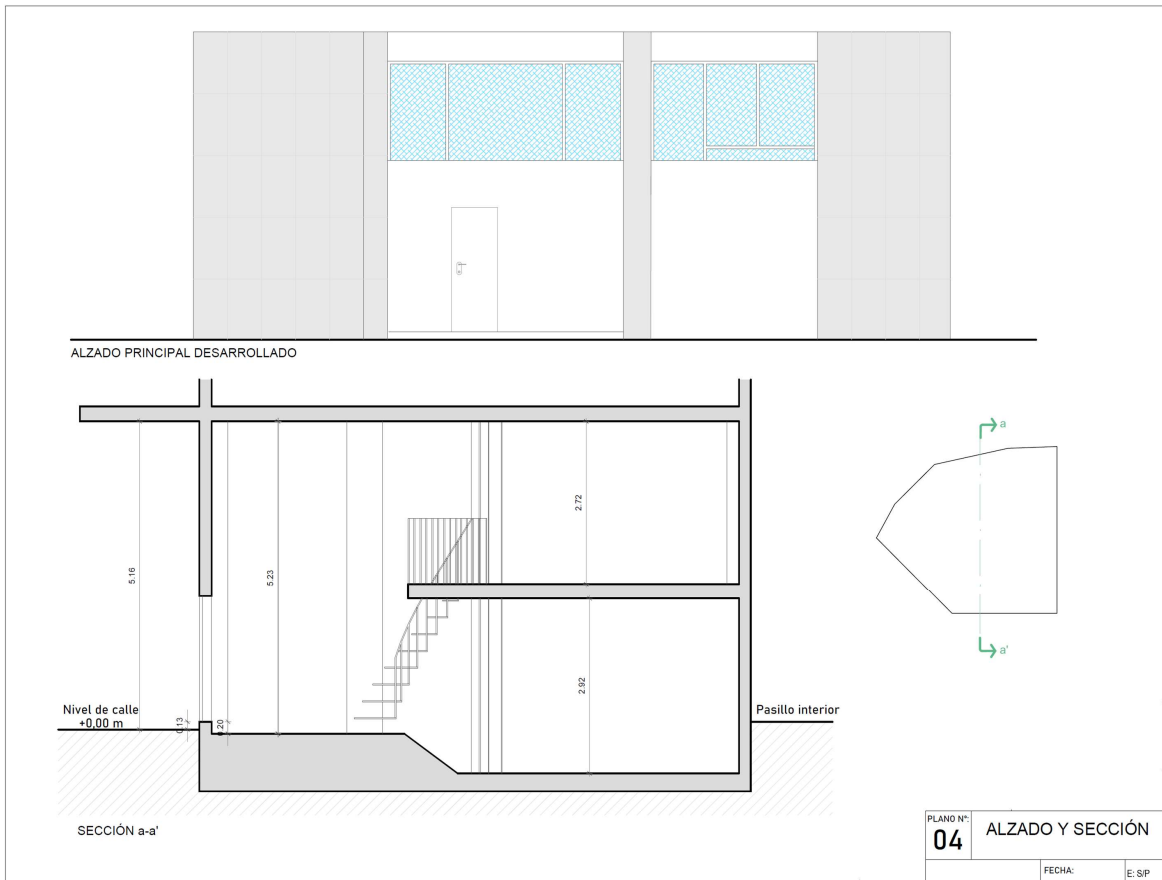 ALZADO PRINCIPAL DESARROLLADO
a
5.16
5.23
2.72
2.92
Nivel de calle
+0,00 m
0.13
0.20
Pasillo interior
a'
SECCIÓN a-a'
PLANO Nº:
04
ALZADO Y SECCIÓN
FECHA:
E: S/P